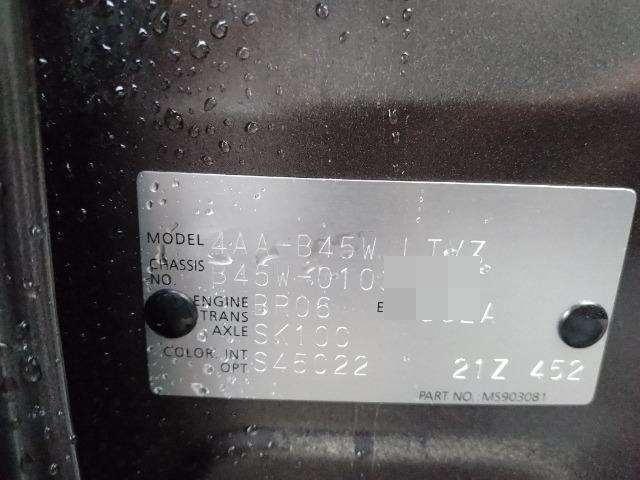 MODEL 4AA-B45W LTVZ
CHASSIS NO. B45W-010
ENGINE BR06 E
TRANS AXLE SK10C
COLOR INT OPT S45C22 21Z 452
PART NO.: MS903081